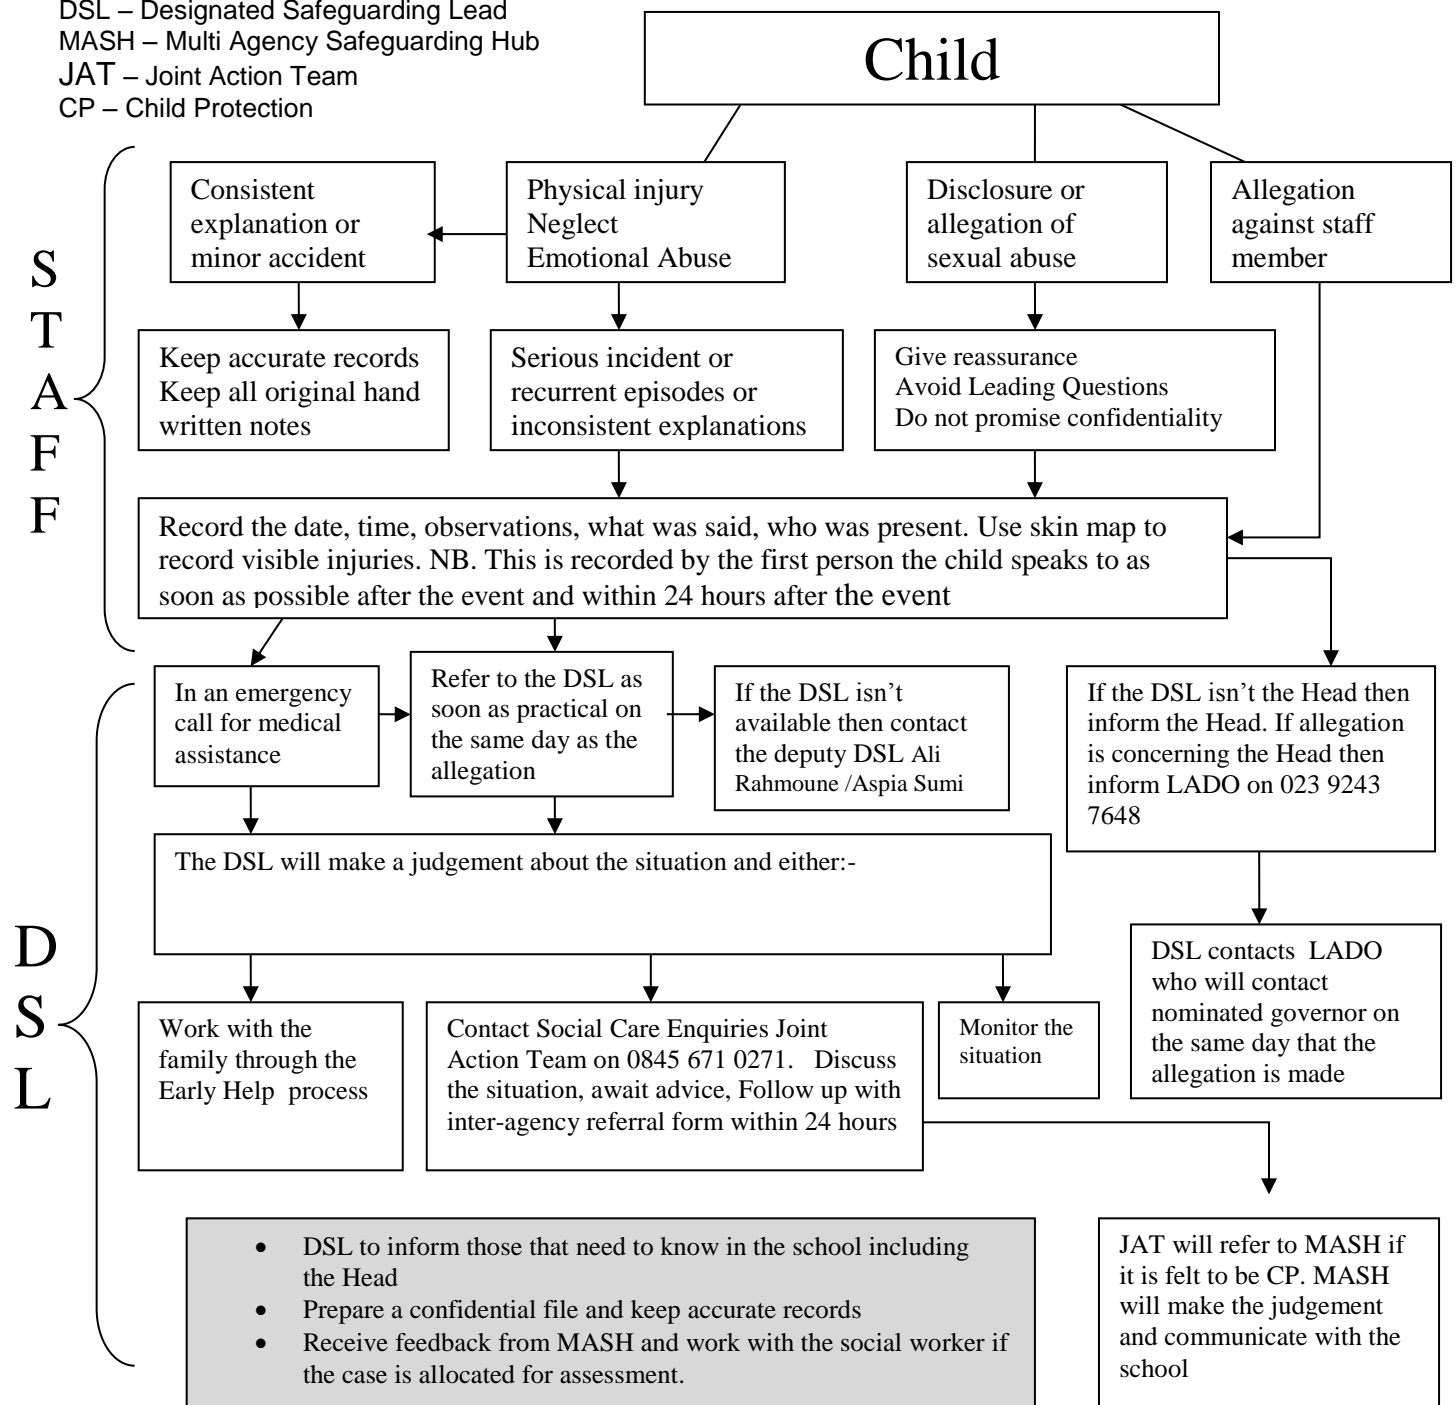 DSL – Designated Safeguarding Lead
MASH – Multi Agency Safeguarding Hub
JAT – Joint Action Team
CP – Child Protection
Child
S
T
A
F
F
Consistent
explanation or
minor accident
Physical injury
Neglect
Emotional Abuse
Disclosure or
allegation of
sexual abuse
Allegation
against staff
member
Keep accurate records
Keep all original hand
written notes
Serious incident or
recurrent episodes or
inconsistent explanations
Give reassurance
Avoid Leading Questions
Do not promise confidentiality
Record the date, time, observations, what was said, who was present. Use skin map to
record visible injuries. NB. This is recorded by the first person the child speaks to as
soon as possible after the event and within 24 hours after the event
D
S
L
In an emergency
call for medical
assistance
Refer to the DSL as
soon as practical on
the same day as the
allegation
If the DSL isn’t
available then contact
the deputy DSL Ali
Rahmoune /Aspia Sumi
If the DSL isn’t the Head then
inform the Head. If allegation
is concerning the Head then
inform LADO on 023 9243
7648
The DSL will make a judgement about the situation and either:-
DSL contacts LADO
who will contact
nominated governor on
the same day that the
allegation is made
Work with the
family through the
Early Help process
Contact Social Care Enquiries Joint
Action Team on 0845 671 0271. Discuss
the situation, await advice, Follow up with
inter-agency referral form within 24 hours
Monitor the
situation
• DSL to inform those that need to know in the school including
the Head
• Prepare a confidential file and keep accurate records
• Receive feedback from MASH and work with the social worker if
the case is allocated for assessment.
JAT will refer to MASH if
it is felt to be CP. MASH
will make the judgement
and communicate with the
school